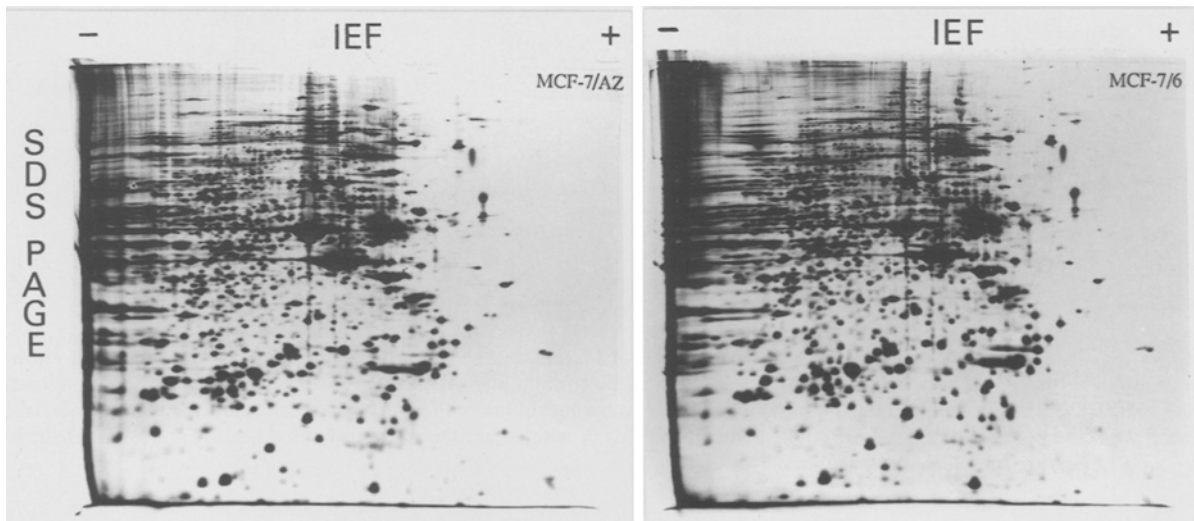 − IEF +
MCF-7/AZ
SDS PAGE
− IEF +
MCF-7/6